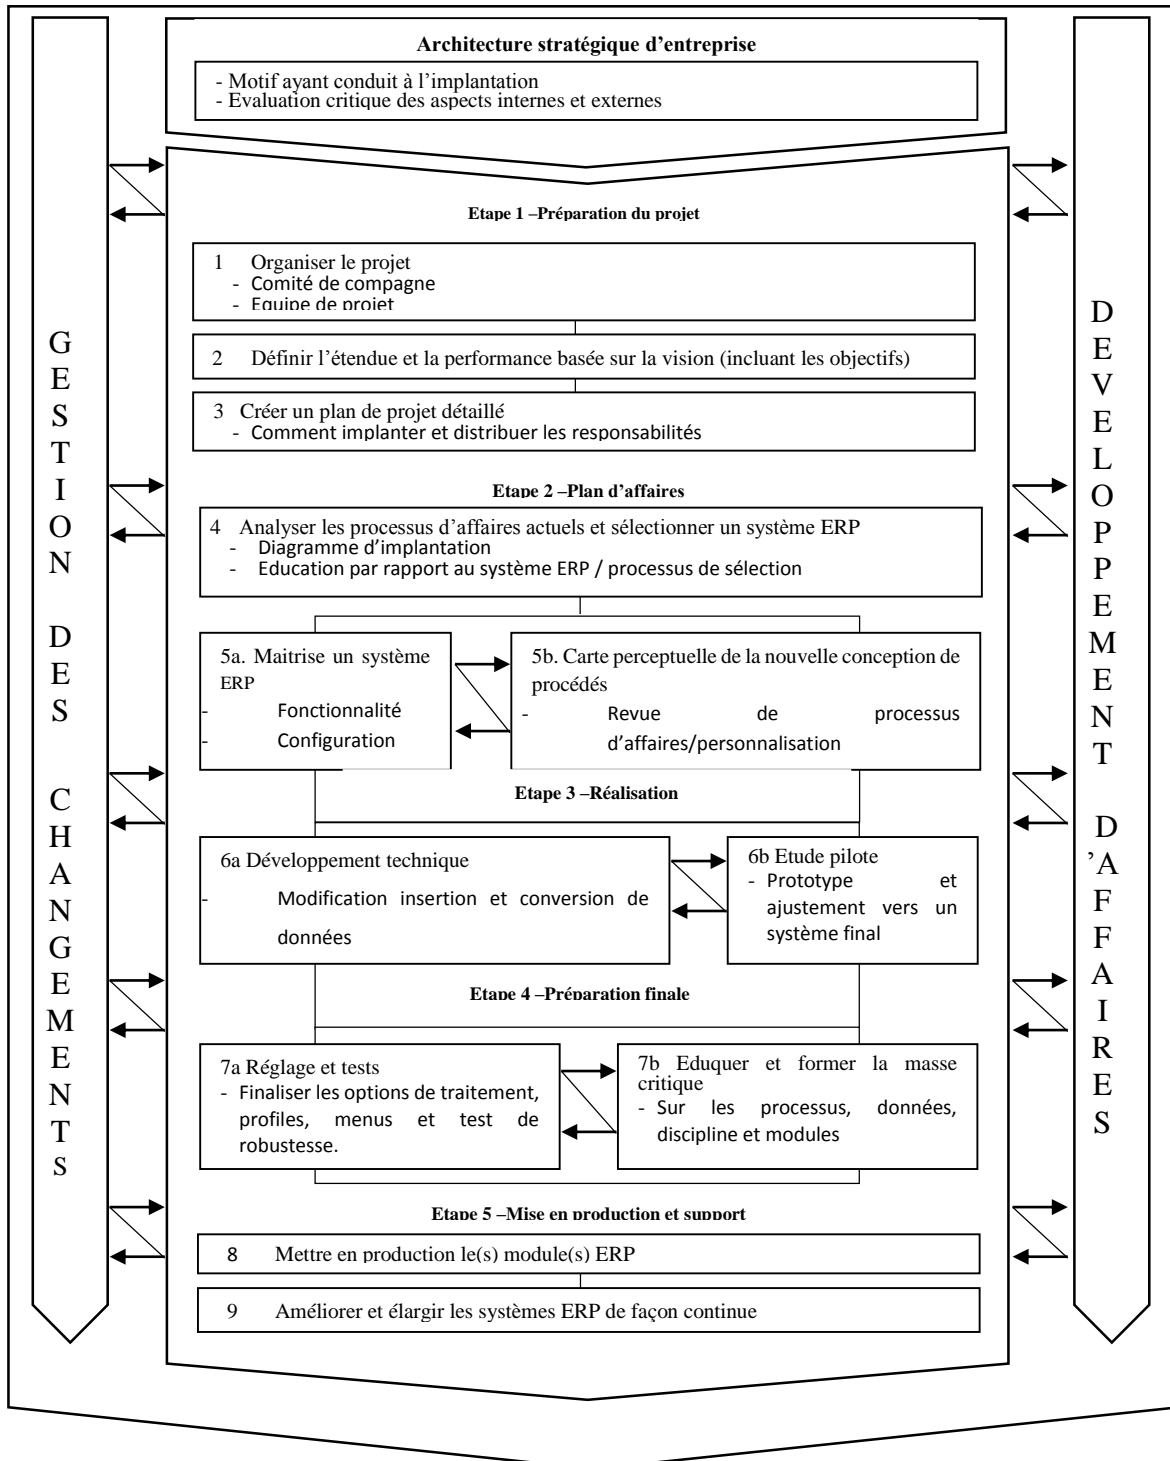 Architecture stratégique d’entreprise
- Motif ayant conduit à l’implantation
- Evaluation critique des aspects internes et externes
Etape 1 –Préparation du projet
1 Organiser le projet
- Comité de compagne
- Equipe de projet
2 Définir l’étendue et la performance basée sur la vision (incluant les objectifs)
3 Créer un plan de projet détaillé
- Comment implanter et distribuer les responsabilités
Etape 2 –Plan d’affaires
4 Analyser les processus d’affaires actuels et sélectionner un système ERP
- Diagramme d’implantation
- Education par rapport au système ERP / processus de sélection
5a. Maitrise un système
ERP
- Fonctionnalité
- Configuration
5b. Carte perceptuelle de la nouvelle conception de
procédés
- Revue de processus
d’affaires/personnalisation
Etape 3 –Réalisation
6a Développement technique
- Modification insertion et conversion de
données
6b Etude pilote
- Prototype et
ajustement vers un
système final
Etape 4 –Préparation finale
7a Réglage et tests
- Finaliser les options de traitement,
profiles, menus et test de
robustesse.
7b Eduquer et former la masse
critique
- Sur les processus, données,
discipline et modules
Etape 5 –Mise en production et support
8 Mettre en production le(s) module(s) ERP
9 Améliorer et élargir les systèmes ERP de façon continue
GESTION DES CHANGEMENTS
DEVELOPPEMENT D’AFFAIRES